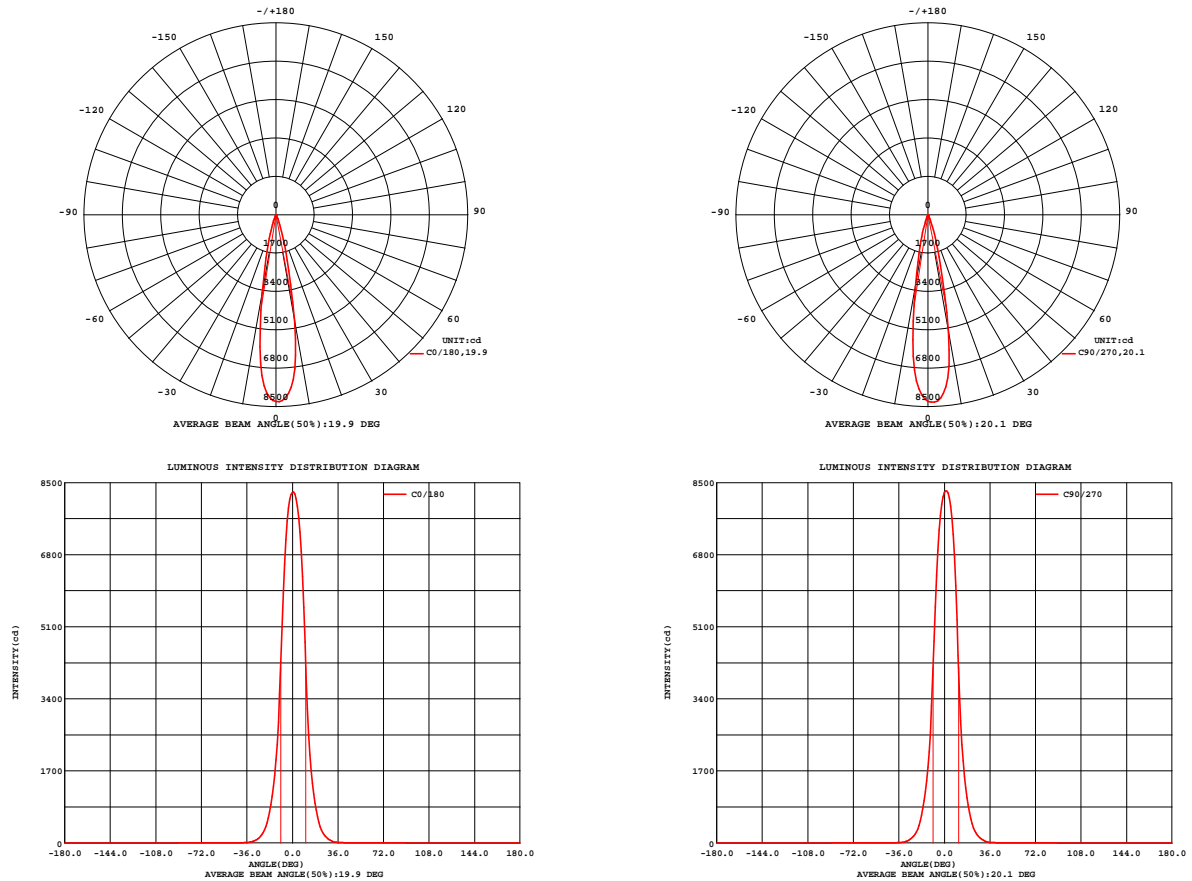 -/+180
-150
150
-120
120
-90
90
0
1700
3400
5100
6800
8500
0
-60
60
-30
30
UNIT:cd
C0/180,19.9
AVERAGE BEAM ANGLE(50%):19.9 DEG
-/+180
-150
150
-120
120
-90
90
0
1700
3400
5100
6800
8500
0
-60
60
-30
30
UNIT:cd
C90/270,20.1
AVERAGE BEAM ANGLE(50%):20.1 DEG
LUMINOUS INTENSITY DISTRIBUTION DIAGRAM
C0/180
INTENSITY(cd)
8500
6800
5100
3400
1700
0
-180.0 -144.0 -108.0 -72.0 -36.0 0.0 36.0 72.0 108.0 144.0 180.0
ANGLE(DEG)
AVERAGE BEAM ANGLE(50%):19.9 DEG
LUMINOUS INTENSITY DISTRIBUTION DIAGRAM
C90/270
INTENSITY(cd)
8500
6800
5100
3400
1700
0
-180.0 -144.0 -108.0 -72.0 -36.0 0.0 36.0 72.0 108.0 144.0 180.0
ANGLE(DEG)
AVERAGE BEAM ANGLE(50%):20.1 DEG